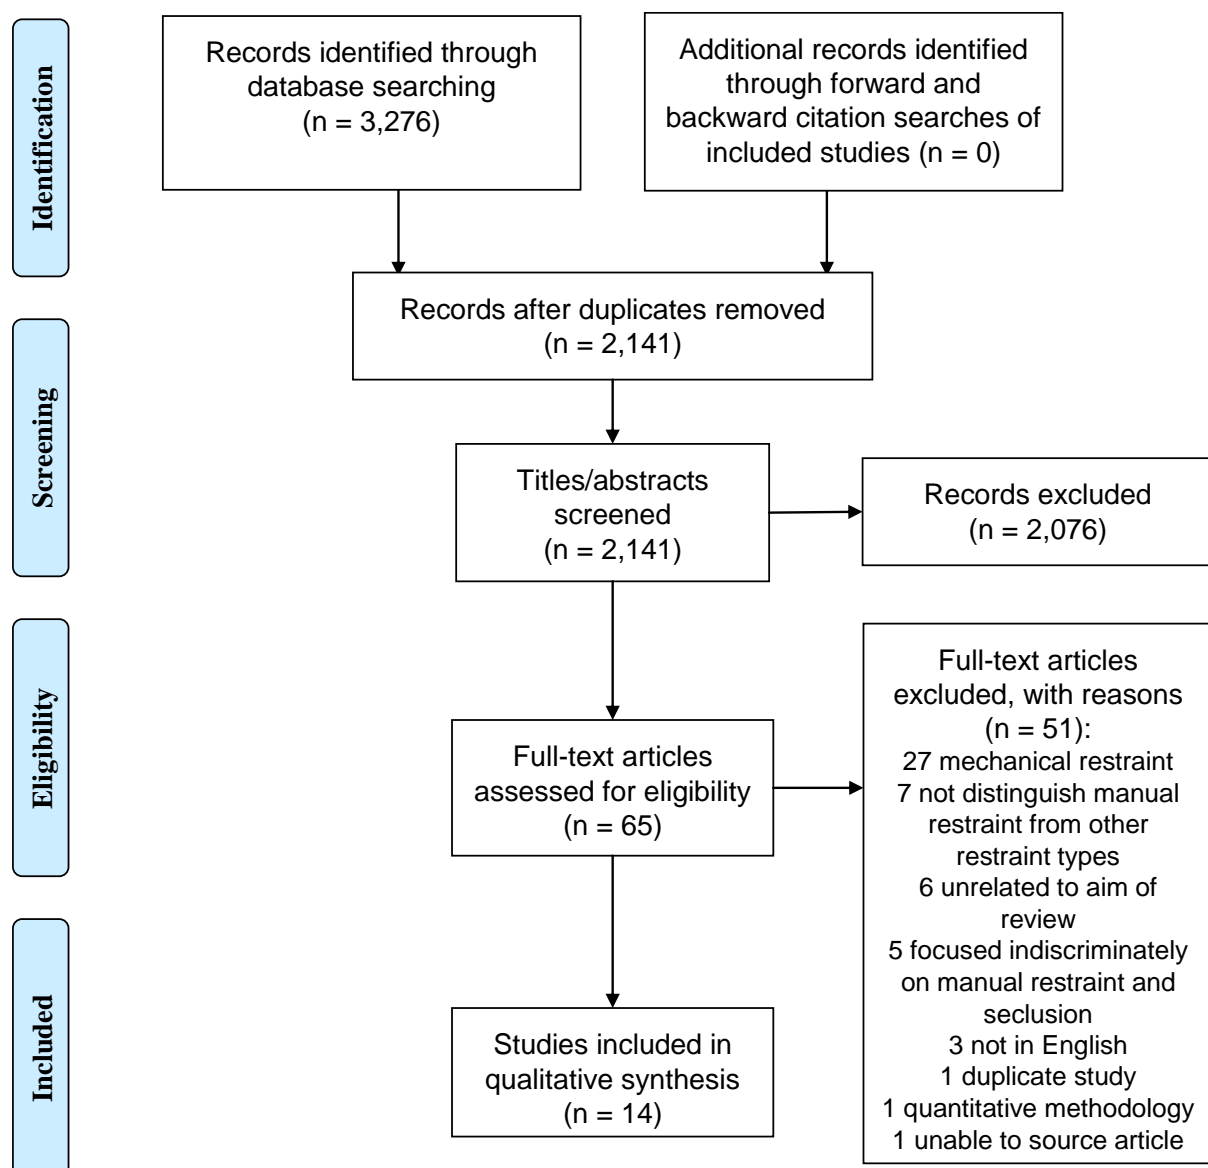 Identification
Records identified through
database searching
(n = 3,276)
Additional records identified
through forward and
backward citation searches of
included studies (n = 0)
Records after duplicates removed
(n = 2,141)
Screening
Titles/abstracts
screened
(n = 2,141)
Records excluded
(n = 2,076)
Eligibility
Full-text articles
assessed for eligibility
(n = 65)
Full-text articles
excluded, with reasons
(n = 51):
27 mechanical restraint
7 not distinguish manual
restraint from other
restraint types
6 unrelated to aim of
review
5 focused indiscriminately
on manual restraint and
seclusion
3 not in English
1 duplicate study
1 quantitative methodology
1 unable to source article
Included
Studies included in
qualitative synthesis
(n = 14)